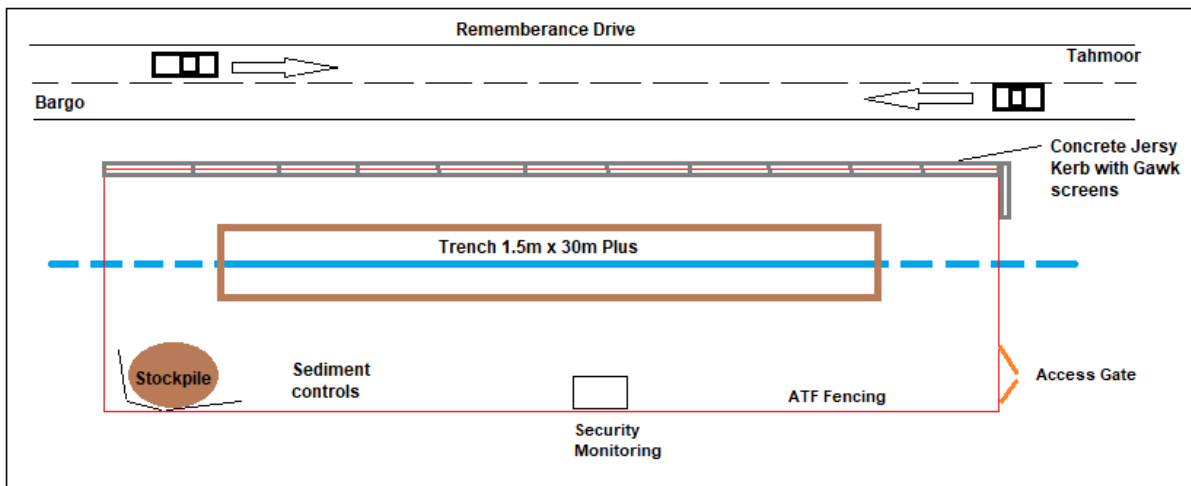 Rememberance Drive
Tahmoor
Bargo
Concrete Jersy
Kerb with Gawk
screens
Trench 1.5m x 30m Plus
Stockpile
Sediment
controls
Security
Monitoring
ATF Fencing
Access Gate